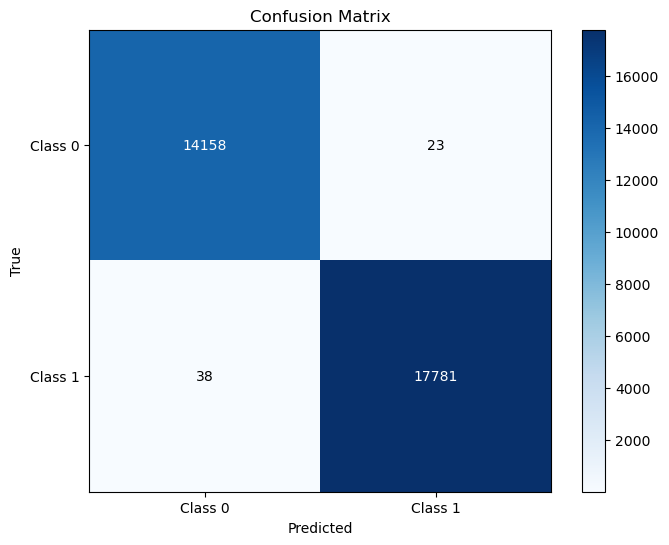 Confusion Matrix
16000
14000
Class 0
14158
23
12000
10000
True
8000
6000
Class 1
38
17781
4000
2000
Class 0
Class 1
Predicted